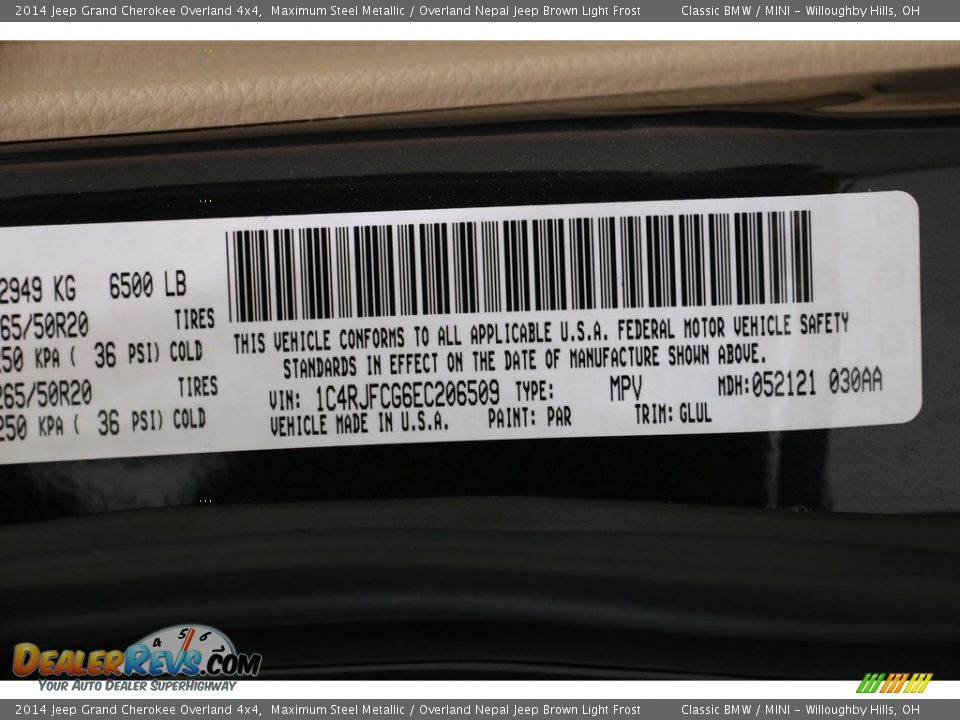 2014 Jeep Grand Cherokee Overland 4x4, Maximum Steel Metallic / Overland Nepal Jeep Brown Light Frost Classic BMW / MINI - Willoughby Hills, OH
2949 KG 6500 LB
65/50R20 TIRES
250 KPA ( 36 PSI) COLD
265/50R20 TIRES
250 KPA ( 36 PSI) COLD
THIS VEHICLE CONFORMS TO ALL APPLICABLE U.S.A. FEDERAL MOTOR VEHICLE SAFETY
STANDARDS IN EFFECT ON THE DATE OF MANUFACTURE SHOWN ABOVE.
VIN: 1C4RJFCG6EC206509 TYPE: MPV MDH:052121 030AA
VEHICLE MADE IN U.S.A. PAINT: PAR TRIM: GLUL
4 5 6
DealerRevs.com
Your Auto Dealer SuperHighway
2014 Jeep Grand Cherokee Overland 4x4, Maximum Steel Metallic / Overland Nepal Jeep Brown Light Frost Classic BMW / MINI - Willoughby Hills, OH